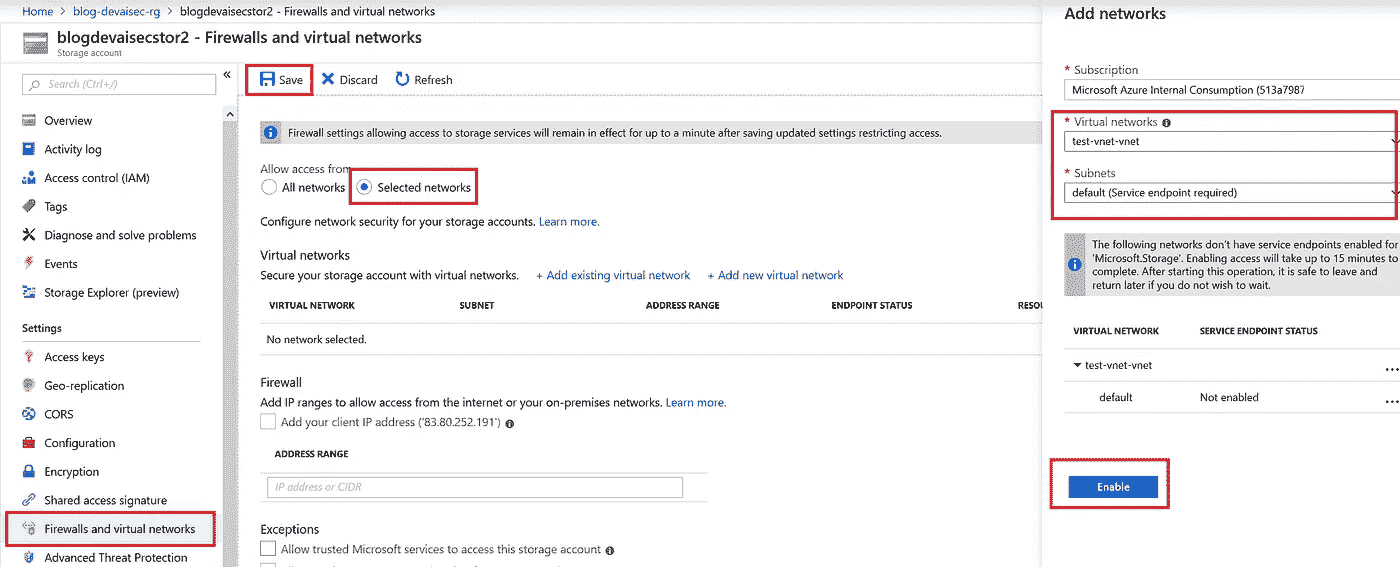 Home > blog-devaisec-rg > blogdevaisecstor2 - Firewalls and virtual networks
blogdevaisecstor2 - Firewalls and virtual networks
Storage account
Search (Ctrl+/)
«
Overview
Activity log
Access control (IAM)
Tags
Diagnose and solve problems
Events
Storage Explorer (preview)
Settings
Access keys
Geo-replication
CORS
Configuration
Encryption
Shared access signature
Firewalls and virtual networks
Advanced Threat Protection
Save Discard Refresh
Firewall settings allowing access to storage services will remain in effect for up to a minute after saving updated settings restricting access.
Allow access from
All networks Selected networks
Configure network security for your storage accounts. Learn more.
Virtual networks
Secure your storage account with virtual networks. + Add existing virtual network + Add new virtual network
VIRTUAL NETWORK SUBNET ADDRESS RANGE ENDPOINT STATUS RESOU
No network selected.
Firewall
Add IP ranges to allow access from the internet or your on-premises networks. Learn more.
Add your client IP address ('83.80.252.191')
ADDRESS RANGE
IP address or CIDR
Exceptions
Allow trusted Microsoft services to access this storage account
Add networks
* Subscription
Microsoft Azure Internal Consumption (513a7987
* Virtual networks
test-vnet-vnet
* Subnets
default (Service endpoint required)
The following networks don't have service endpoints enabled for
'Microsoft.Storage'. Enabling access will take up to 15 minutes to
complete. After starting this operation, it is safe to leave and
return later if you do not wish to wait.
VIRTUAL NETWORK SERVICE ENDPOINT STATUS
test-vnet-vnet ...
default Not enabled ...
Enable